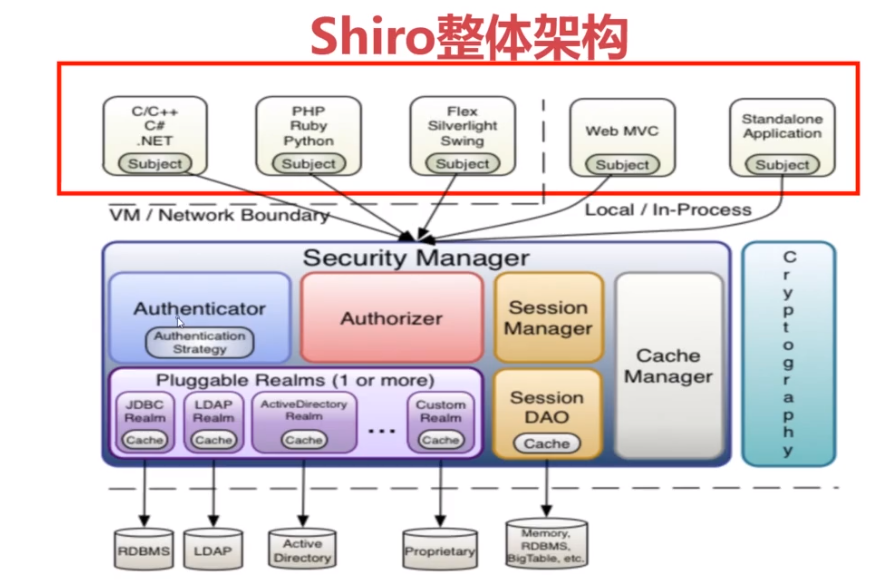 Shiro整体架构
C/C++
C#
.NET
Subject
PHP
Ruby
Python
Subject
Flex
Silverlight
Swing
Subject
Web MVC
Subject
Standalone
Application
Subject
VM / Network Boundary
Local / In-Process
Security Manager
Authenticator
Authentication
Strategy
Authorizer
Session
Manager
Cache
Manager
Cryptography
Pluggable Realms (1 or more)
JDBC
Realm
Cache
LDAP
Realm
Cache
ActiveDirectory
Realm
Cache
...
Custom
Realm
Cache
Session
DAO
Cache
RDBMS
LDAP
Active
Directory
Proprietary
Memory,
RDBMS,
BigTable, etc.